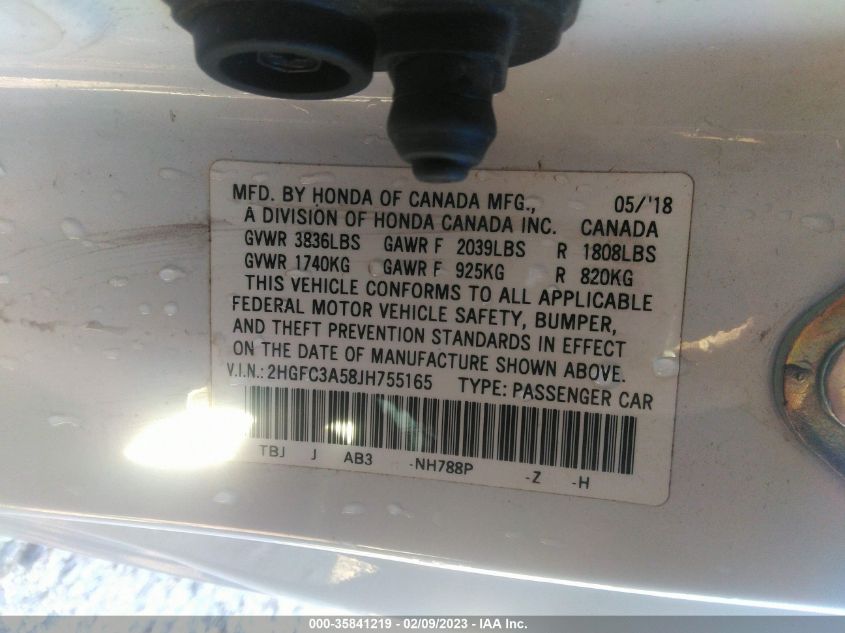 MFD. BY HONDA OF CANADA MFG., 05/'18
A DIVISION OF HONDA CANADA INC. CANADA
GVWR 3836LBS GAWR F 2039LBS R 1808LBS
GVWR 1740KG GAWR F 925KG R 820KG
THIS VEHICLE CONFORMS TO ALL APPLICABLE
FEDERAL MOTOR VEHICLE SAFETY, BUMPER,
AND THEFT PREVENTION STANDARDS IN EFFECT
ON THE DATE OF MANUFACTURE SHOWN ABOVE.
V.I.N.: 2HGFC3A58JH755165 TYPE: PASSENGER CAR
TBJ J AB3 -NH788P -Z -H
000-35841219 - 02/09/2023 - IAA Inc.